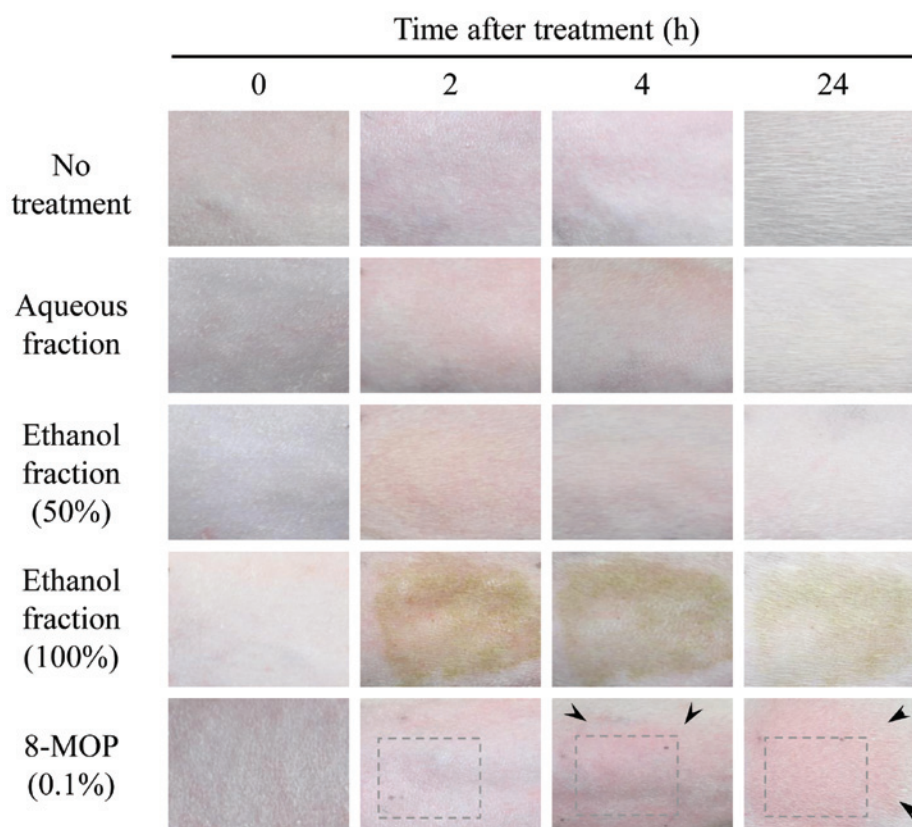 Time after treatment (h)
0 2 4 24
No
treatment
Aqueous
fraction
Ethanol
fraction
(50%)
Ethanol
fraction
(100%)
8-MOP
(0.1%)